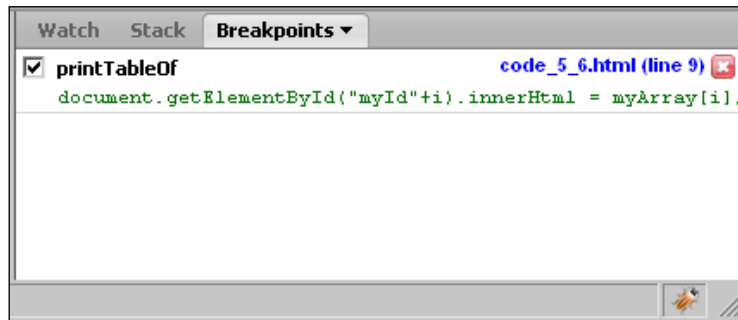 Watch Stack Breakpoints
printTableOf code_5_6.html (line 9)
document.getElementById("myId"+i).innerHtml = myArray[i]